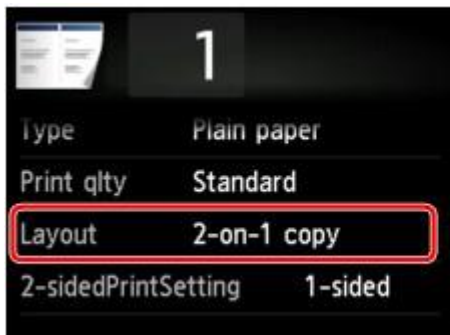 1
Type Plain paper
Print qlty Standard
Layout 2-on-1 copy
2-sidedPrintSetting 1-sided